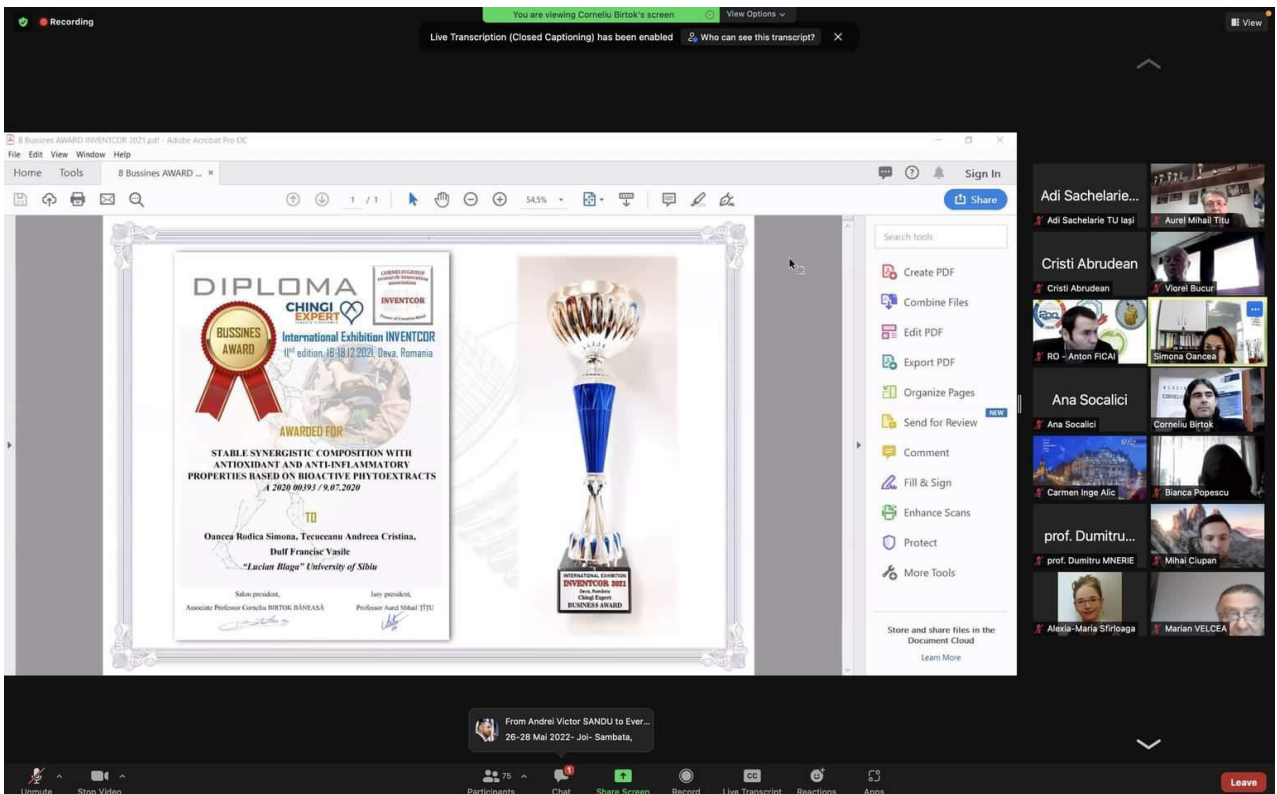 Recording
You are viewing Corneliu Birtok's screen
View Options
View
Live Transcription (Closed Captioning) has been enabled
Who can see this transcript?
8 Bussines AWARD INVENTCOR 2021.pdf - Adobe Acrobat Pro DC
File Edit View Window Help
Home Tools 8 Bussines AWARD ... ×
Sign In
1 / 1
54,5%
Share
DIPLOMA
CORNELIUGROUP
research-innovation
association
INVENTCOR
CHINGI
EXPERT
BUSSINES
AWARD
International Exhibition INVENTCOR
IInd edition, 16-18.12.2021, Deva, Romania
AWARDED FOR
STABLE SYNERGISTIC COMPOSITION WITH
ANTIOXIDANT AND ANTI-INFLAMMATORY
PROPERTIES BASED ON BIOACTIVE PHYTOEXTRACTS
A 2020 00393 / 9.07.2020
TO
Oancea Rodica Simona, Tecuceanu Andreea Cristina,
Dulf Francisc Vasile
"Lucian Blaga" University of Sibiu
Salon president,
Associate Professor Corneliu BIRTOK BĂNEASĂ
Jury president,
Professor Aurel Mihail ȚÎȚU
INTERNATIONAL EXHIBITION
INVENTCOR 2021
Deva, România
Chingi Expert
BUSINESS AWARD
Search tools
Create PDF
Combine Files
Edit PDF
Export PDF
Organize Pages
Send for Review
NEW
Comment
Fill & Sign
Enhance Scans
Protect
More Tools
Store and share files in the
Document Cloud
Learn More
Adi Sachelarie...
Adi Sachelarie TU Iași
Aurel Mihail Titu
Cristi Abrudean
Cristi Abrudean
Viorel Bucur
RO - Anton FICAI
Simona Oancea
Ana Socalici
Ana Socalici
Corneliu Birtok
Carmen Inge Alic
Bianca Popescu
prof. Dumitru...
prof. Dumitru MNERIE
Mihai Ciupan
Alexia-Maria Sfirloaga
Marian VELCEA
From Andrei Victor SANDU to Ever...
26-28 Mai 2022- Joi- Sambata,
Unmute
Stop Video
75
Participants
1
Chat
Share Screen
Record
CC
Live Transcript
Reactions
Apps
Leave